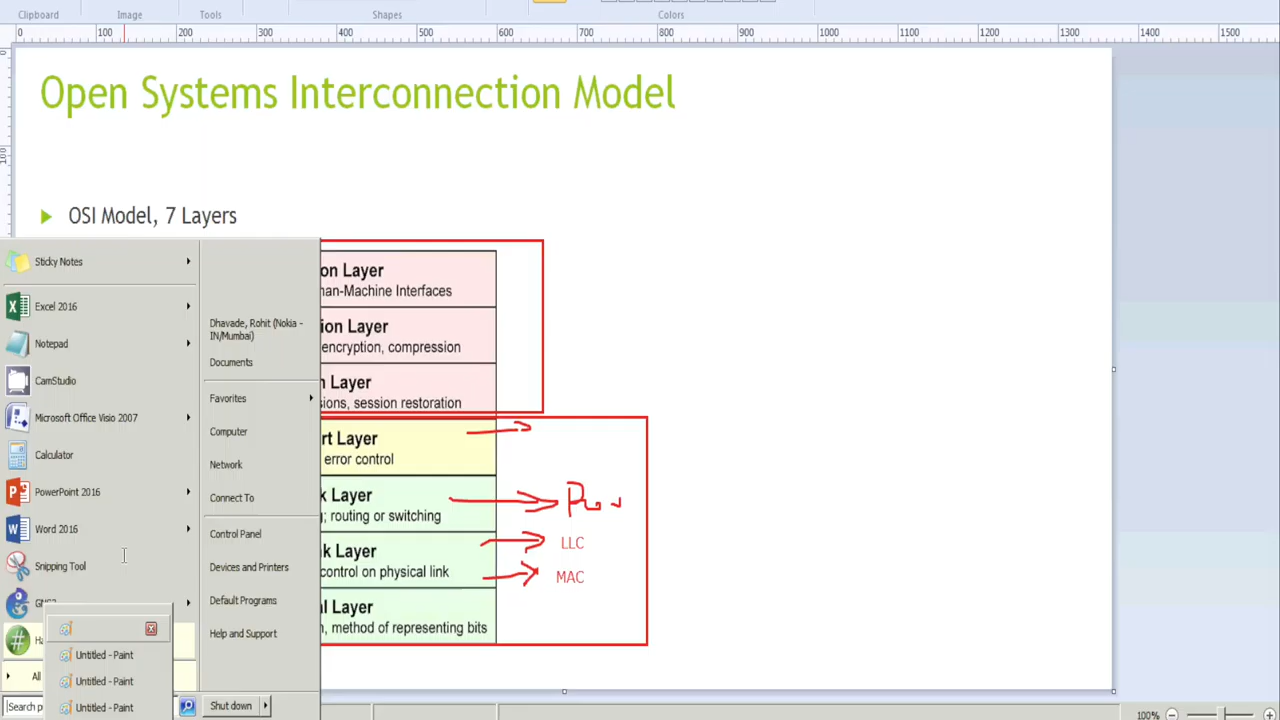 Clipboard
Image
Tools
Shapes
Colors
0 100 200 300 400 500 600 700 800 900 1000 1100 1200 1300 1400 1500
0
100
Open Systems Interconnection Model
OSI Model, 7 Layers
on Layer
nan-Machine Interfaces
ion Layer
encryption, compression
n Layer
sions, session restoration
rt Layer
error control
k Layer
; routing or switching
nk Layer
control on physical link
al Layer
n, method of representing bits
LLC
MAC
Sticky Notes
Excel 2016
Notepad
CamStudio
Microsoft Office Visio 2007
Calculator
PowerPoint 2016
Word 2016
Snipping Tool
All
Search p
Dhavade, Rohit (Nokia -
IN/Mumbai)
Documents
Favorites
Computer
Network
Connect To
Control Panel
Devices and Printers
Default Programs
Help and Support
Shut down
Untitled - Paint
Untitled - Paint
Untitled - Paint
100%